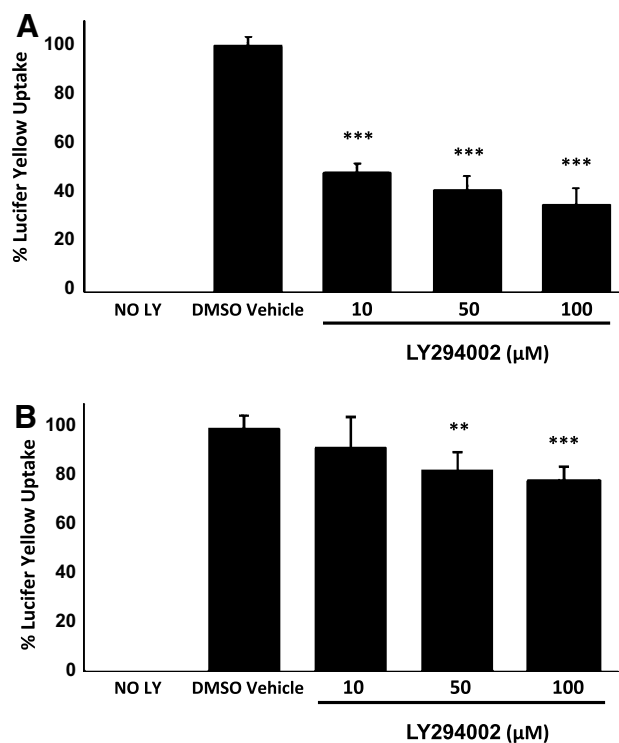 A
% Lucifer Yellow Uptake
100
80
60
40
20
0
***
***
***
NO LY
DMSO Vehicle
10
50
100
LY294002 (µM)
B
% Lucifer Yellow Uptake
100
80
60
40
20
0
**
***
NO LY
DMSO Vehicle
10
50
100
LY294002 (µM)